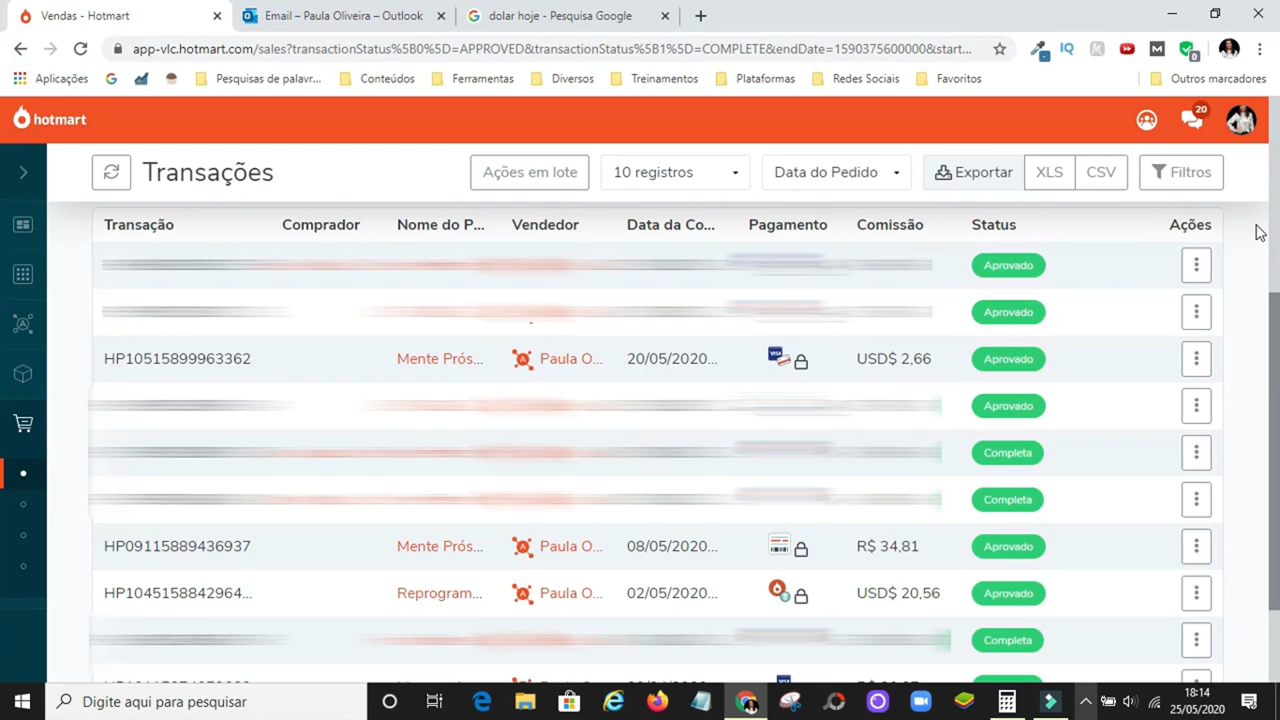 Vendas - Hotmart
Email – Paula Oliveira – Outlook
dolar hoje - Pesquisa Google
app-vlc.hotmart.com/sales?transactionStatus%5B0%5D=APPROVED&transactionStatus%5B1%5D=COMPLETE&endDate=1590375600000&start...
Aplicações
Pesquisas de palavr...
Conteúdos
Ferramentas
Diversos
Treinamentos
Plataformas
Redes Sociais
Favoritos
Outros marcadores
hotmart
20
Transações
Ações em lote
10 registros
Data do Pedido
Exportar XLS CSV
Filtros
Transação Comprador Nome do P... Vendedor Data da Co... Pagamento Comissão Status Ações
Aprovado
Aprovado
HP10515899963362 Mente Prós... Paula O... 20/05/2020... VISA USD$ 2,66 Aprovado
Aprovado
Completa
Completa
HP09115889436937 Mente Prós... Paula O... 08/05/2020... R$ 34,81 Aprovado
HP1045158842964... Reprogram... Paula O... 02/05/2020... USD$ 20,56 Aprovado
Completa
Digite aqui para pesquisar
18:14
25/05/2020